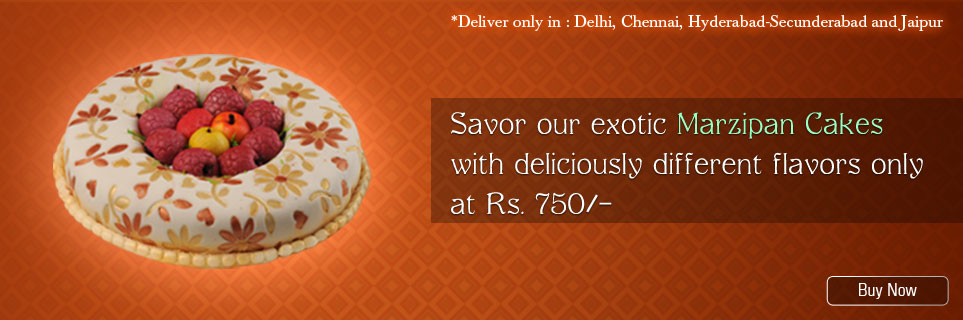 *Deliver only in : Delhi, Chennai, Hyderabad-Secunderabad and Jaipur
Savor our exotic Marzipan Cakes
with deliciously different flavors only
at Rs. 750/-
Buy Now